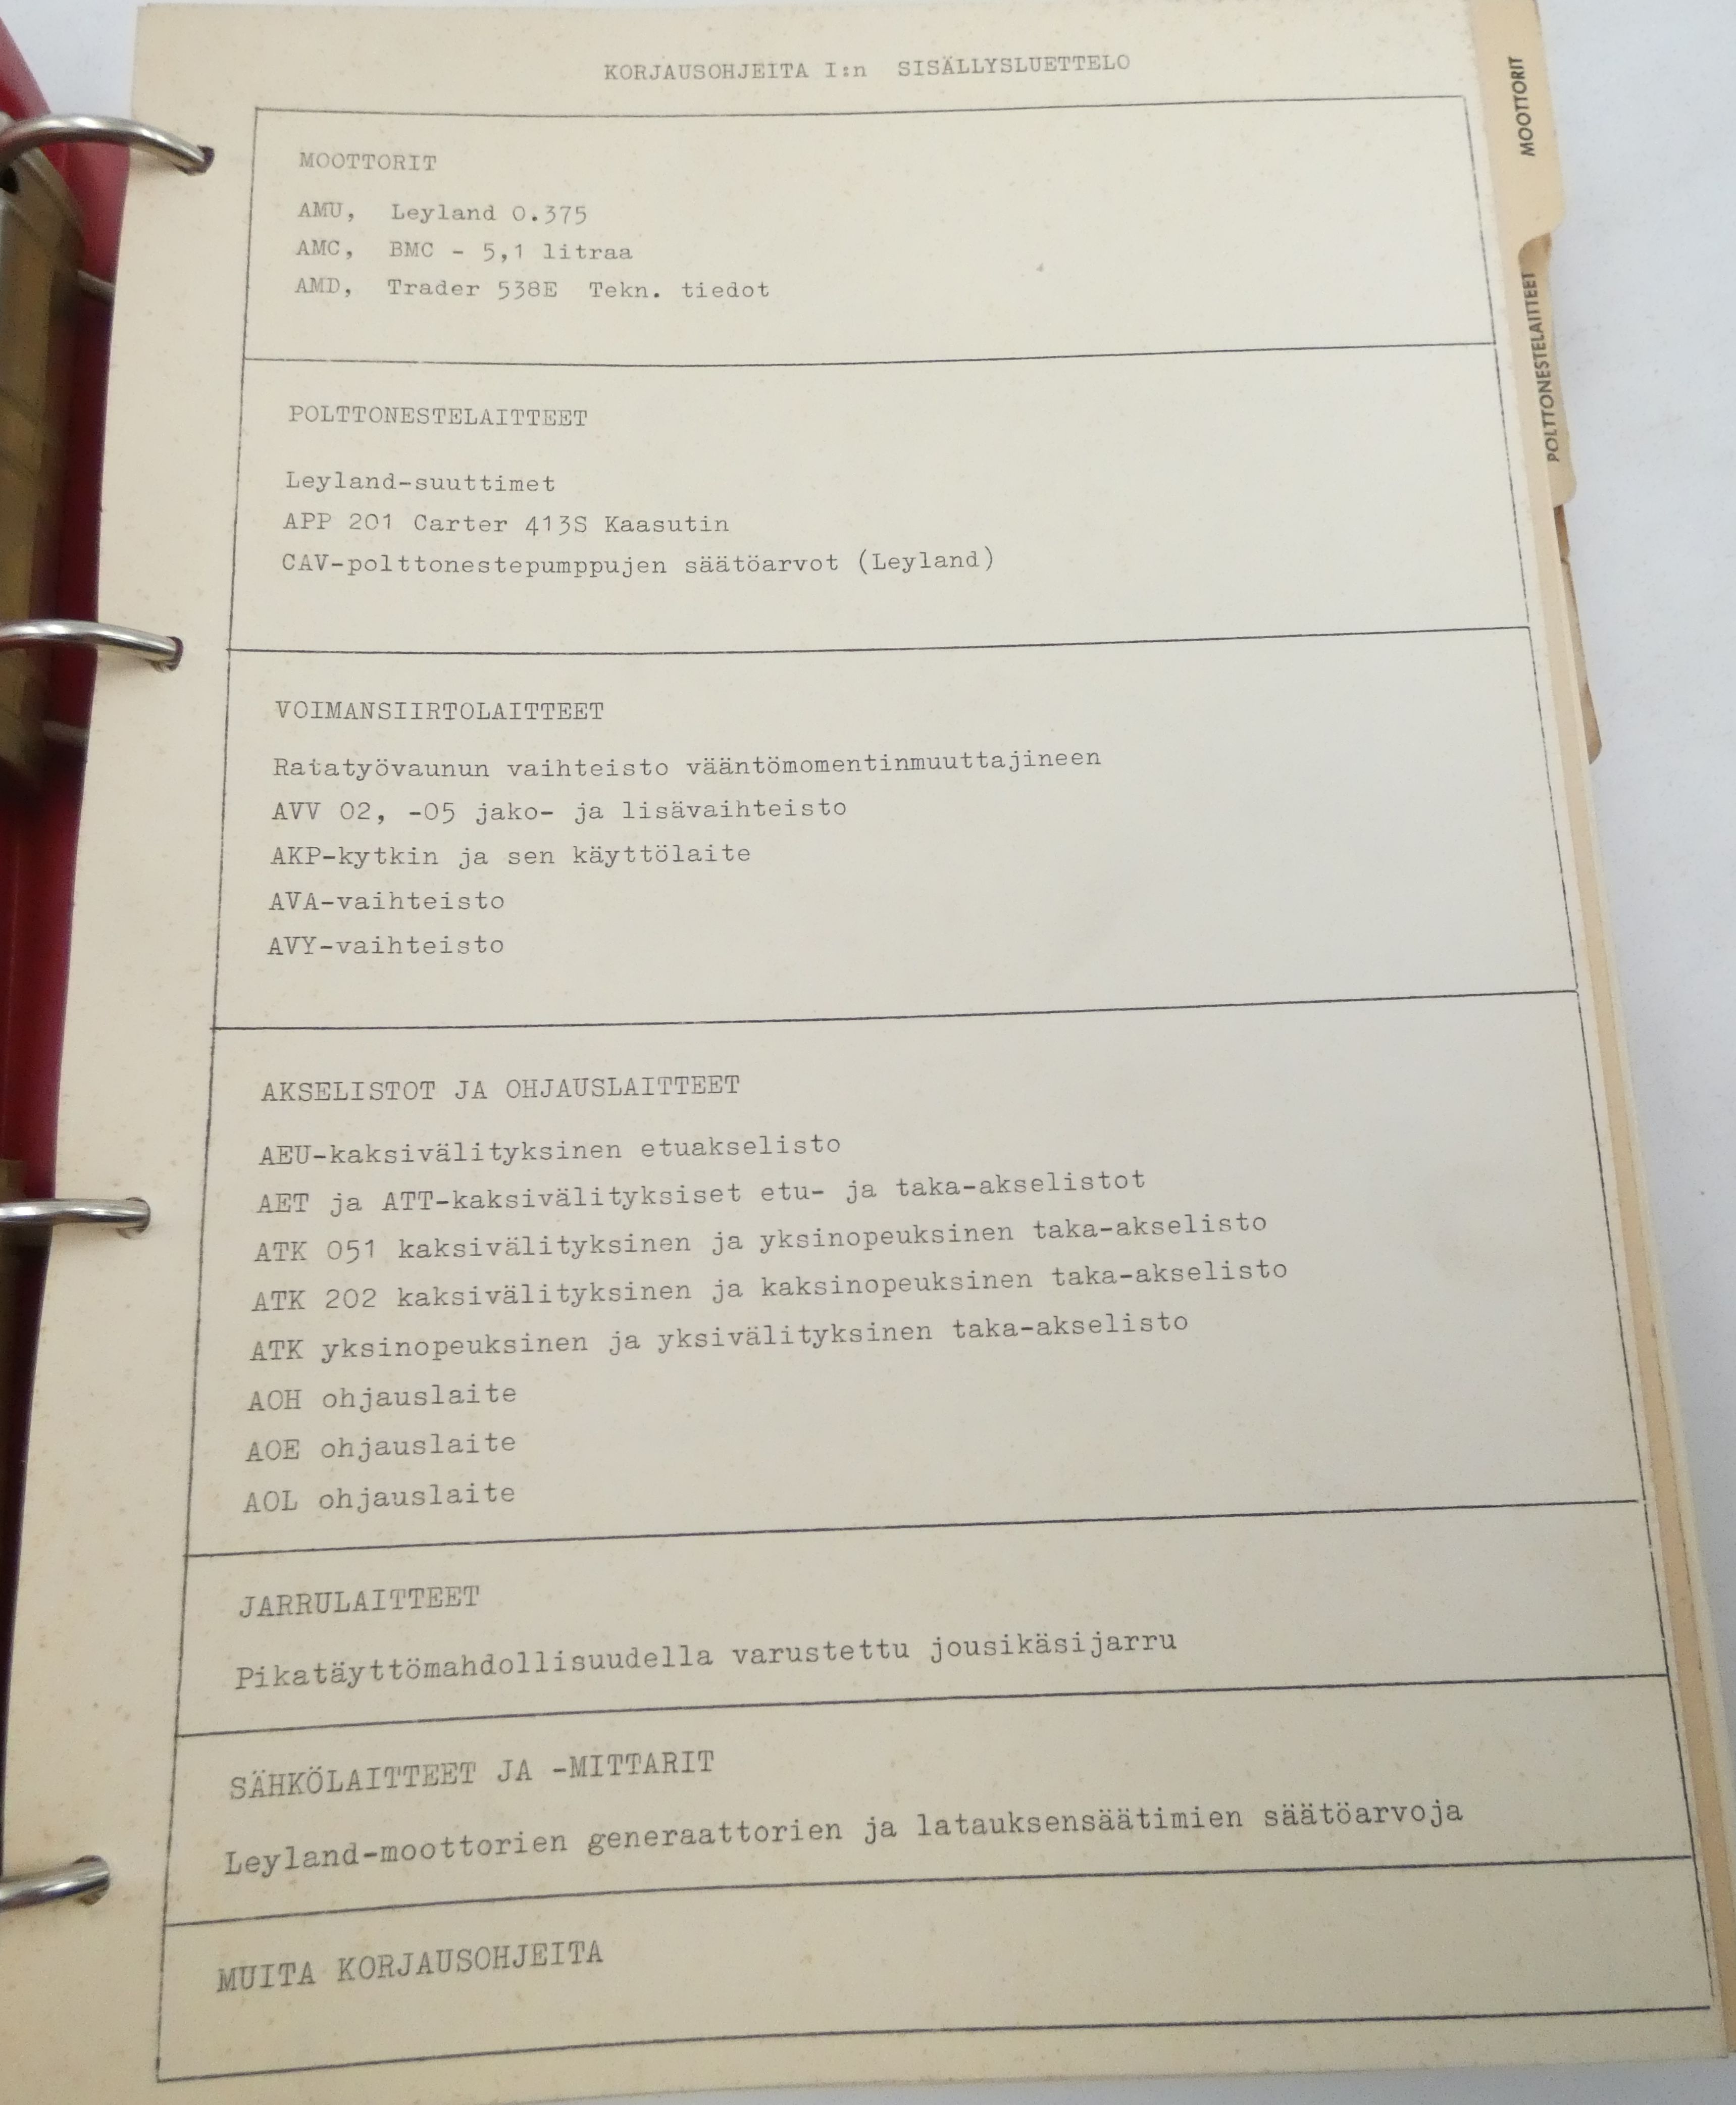 KORJAUSOHJEITA I:n SISÄLLYSLUETTELO
MOOTTORIT
AMU, Leyland 0.375
AMC, BMC - 5,1 litraa
AMD, Trader 538E Tekn. tiedot
POLTTONESTELAITTEET
Leyland-suuttimet
APP 201 Carter 413S Kaasutin
CAV-polttonestepumppujen säätöarvot (Leyland)
VOIMANSIIRTOLAITTEET
Ratatyövaunun vaihteisto vääntömomentinmuuttajineen
AVV 02, -05 jako- ja lisävaihteisto
AKP-kytkin ja sen käyttölaite
AVA-vaihteisto
AVY-vaihteisto
AKSELISTOT JA OHJAUSLAITTEET
AEU-kaksivälityksinen etuakselisto
AET ja ATT-kaksivälityksiset etu- ja taka-akselistot
ATK 051 kaksivälityksinen ja yksinopeuksinen taka-akselisto
ATK 202 kaksivälityksinen ja kaksinopeuksinen taka-akselisto
ATK yksinopeuksinen ja yksivälityksinen taka-akselisto
AOH ohjauslaite
AOE ohjauslaite
AOL ohjauslaite
JARRULAITTEET
Pikatäyttömahdollisuudella varustettu jousikäsijarru
SÄHKÖLAITTEET JA -MITTARIT
Leyland-moottorien generaattorien ja latauksensäätimien säätöarvoja
MUITA KORJAUSOHJEITA
MOOTTORIT
POLTTONESTELAITTEET